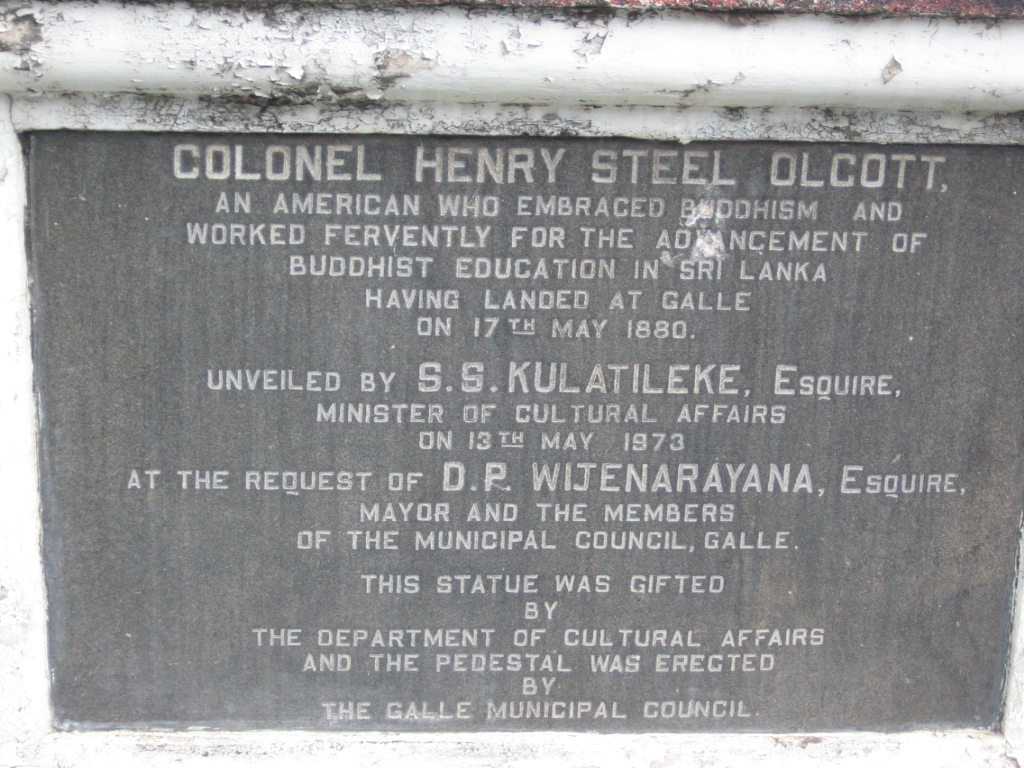 COLONEL HENRY STEEL OLCOTT,
AN AMERICAN WHO EMBRACED BUDDHISM AND
WORKED FERVENTLY FOR THE ADVANCEMENT OF
BUDDHIST EDUCATION IN SRI LANKA
HAVING LANDED AT GALLE
ON 17TH MAY 1880.
UNVEILED BY S.S. KULATILEKE, ESQUIRE,
MINISTER OF CULTURAL AFFAIRS
ON 13TH MAY 1973
AT THE REQUEST OF D.P. WIJENARAYANA, ESQUIRE,
MAYOR AND THE MEMBERS
OF THE MUNICIPAL COUNCIL, GALLE.
THIS STATUE WAS GIFTED
BY
THE DEPARTMENT OF CULTURAL AFFAIRS
AND THE PEDESTAL WAS ERECTED
BY
THE GALLE MUNICIPAL COUNCIL.